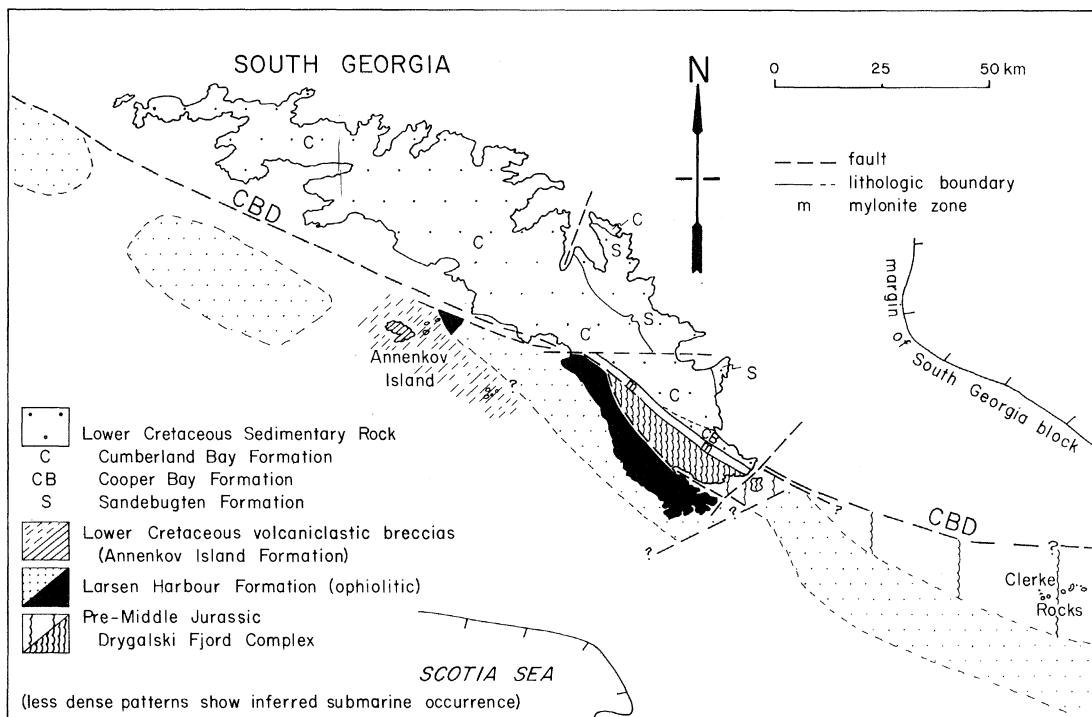 SOUTH GEORGIA
N
0 25 50 km
fault
lithologic boundary
m mylonite zone
C
CBD
C
C
S
S
C
S
C
m
m
CB
Annenkov
Island
?
margin of South Georgia block
Lower Cretaceous Sedimentary Rock
C Cumberland Bay Formation
CB Cooper Bay Formation
S Sandebugten Formation
Lower Cretaceous volcaniclastic breccias
(Annenkov Island Formation)
Larsen Harbour Formation (ophiolitic)
Pre-Middle Jurassic
Drygalski Fjord Complex
?
?
CBD
?
Clerke
Rocks
SCOTIA SEA
(less dense patterns show inferred submarine occurrence)